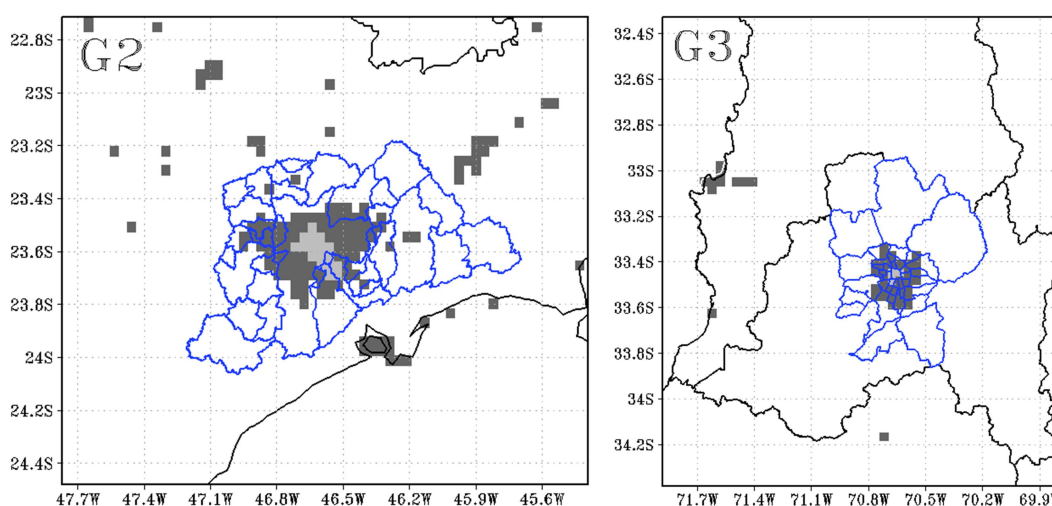 G2
22.8S
23S
23.2S
23.4S
23.6S
23.8S
24S
24.2S
24.4S
47.7W 47.4W 47.1W 46.8W 46.5W 46.2W 45.9W 45.6W
G3
32.4S
32.6S
32.8S
33S
33.2S
33.4S
33.6S
33.8S
34S
34.2S
71.7W 71.4W 71.1W 70.8W 70.5W 70.2W 69.9W